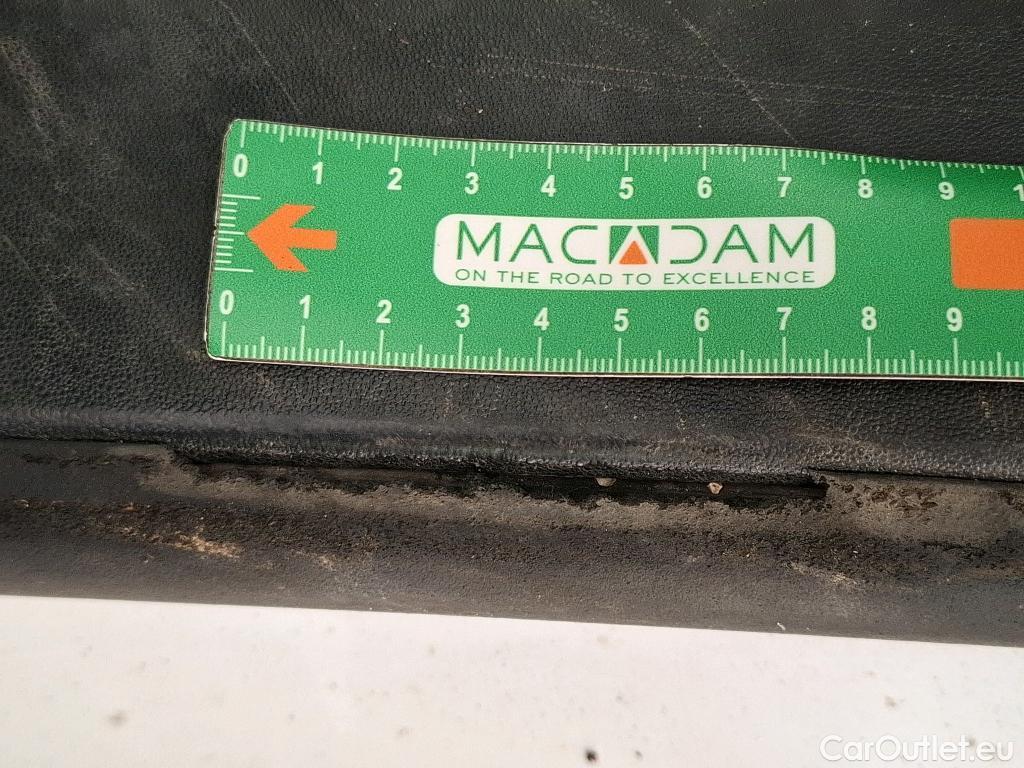 0 1 2 3 4 5 6 7 8 9 1
MACADAM
ON THE ROAD TO EXCELLENCE
0 1 2 3 4 5 6 7 8 9
CarOutlet.eu